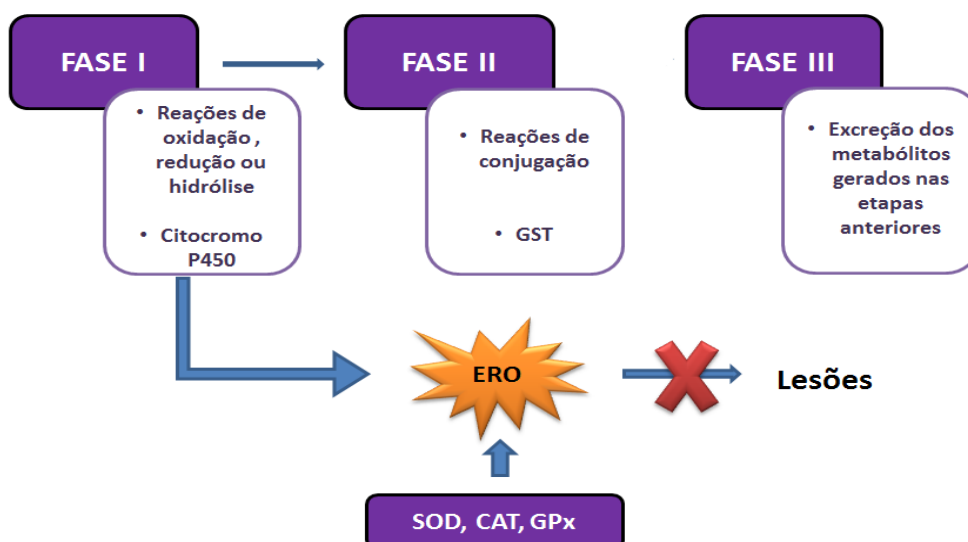 FASE I
FASE II
FASE III
• Reações de
oxidação ,
redução ou
hidrólise
• Citocromo
P450
• Reações de
conjugação
• GST
• Excreção dos
metabólitos
gerados nas
etapas
anteriores
ERO
Lesões
SOD, CAT, GPx